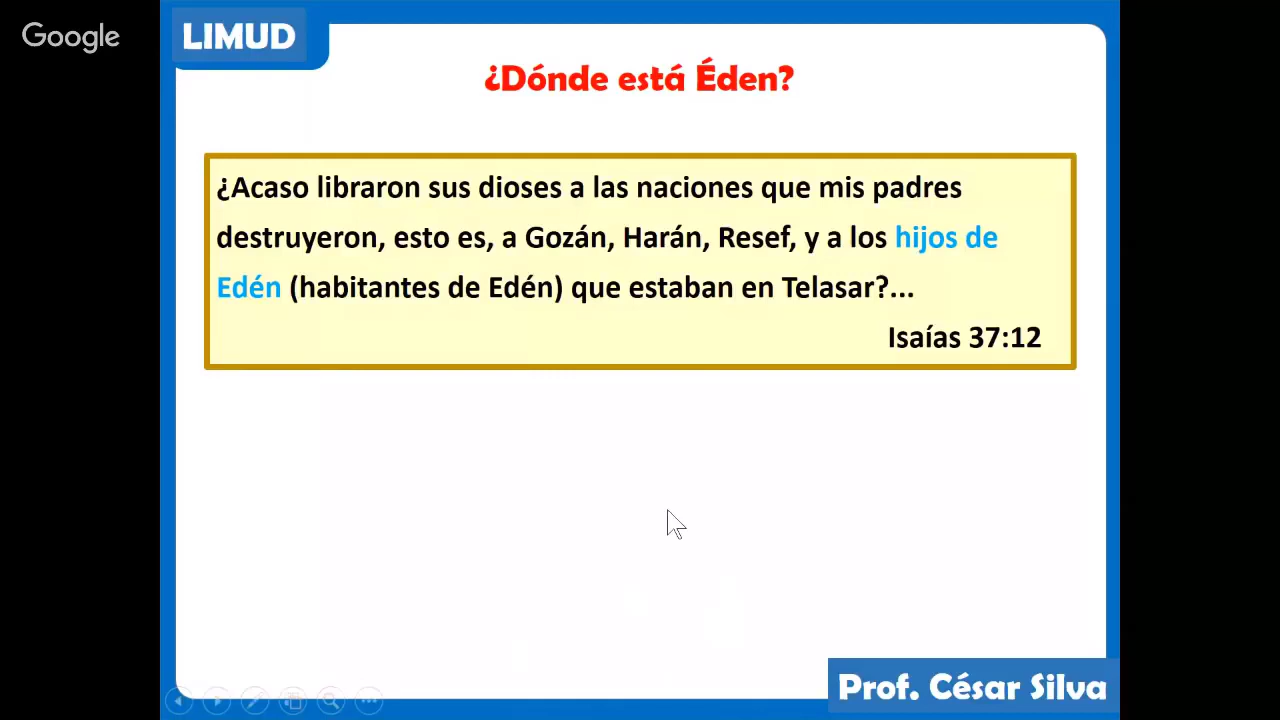 Google
LIMUD
¿Dónde está Éden?
¿Acaso libraron sus dioses a las naciones que mis padres
destruyeron, esto es, a Gozán, Harán, Resef, y a los hijos de
Edén (habitantes de Edén) que estaban en Telasar?...
Isaías 37:12
Prof. César Silva